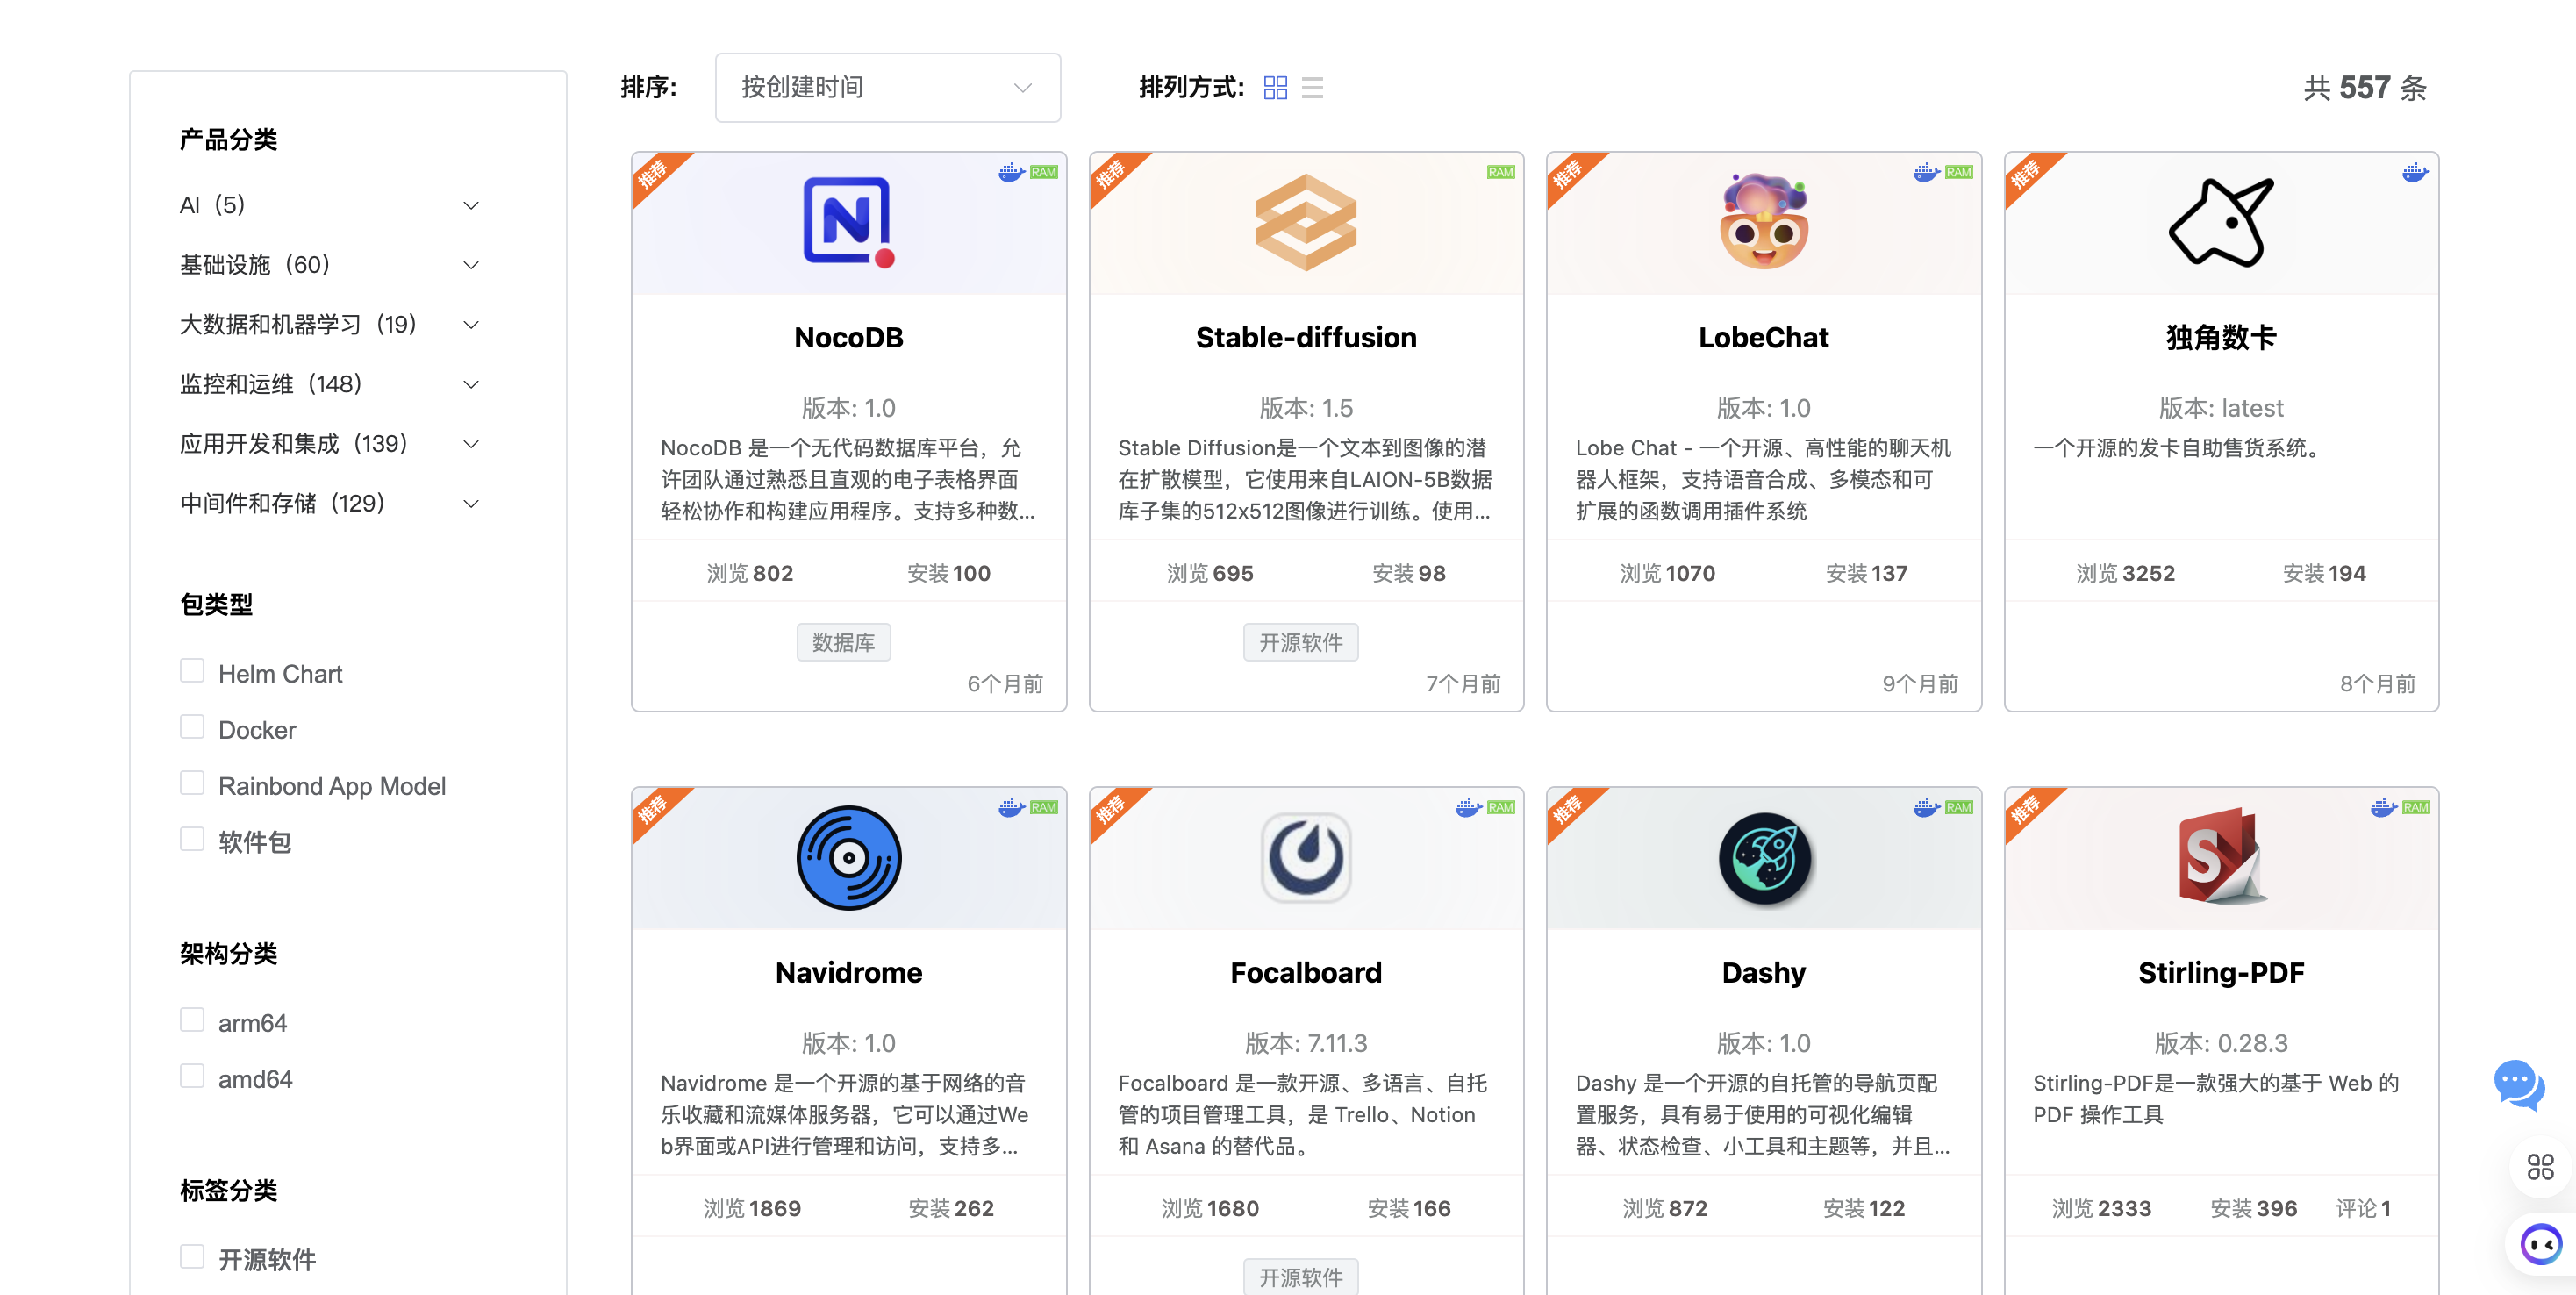 排序:
按创建时间
排列方式:
共 557 条
产品分类
AI（5）
基础设施（60）
大数据和机器学习（19）
监控和运维（148）
应用开发和集成（139）
中间件和存储（129）
包类型
Helm Chart
Docker
Rainbond App Model
软件包
架构分类
arm64
amd64
标签分类
开源软件
推荐
RAM
NocoDB
版本: 1.0
NocoDB 是一个无代码数据库平台，允
许团队通过熟悉且直观的电子表格界面
轻松协作和构建应用程序。支持多种数...
浏览 802
安装 100
数据库
6个月前
推荐
RAM
Stable-diffusion
版本: 1.5
Stable Diffusion是一个文本到图像的潜
在扩散模型，它使用来自LAION-5B数据
库子集的512x512图像进行训练。使用...
浏览 695
安装 98
开源软件
7个月前
推荐
RAM
LobeChat
版本: 1.0
Lobe Chat - 一个开源、高性能的聊天机
器人框架，支持语音合成、多模态和可
扩展的函数调用插件系统
浏览 1070
安装 137
9个月前
推荐
独角数卡
版本: latest
一个开源的发卡自助售货系统。
浏览 3252
安装 194
8个月前
推荐
RAM
Navidrome
版本: 1.0
Navidrome 是一个开源的基于网络的音
乐收藏和流媒体服务器，它可以通过We
b界面或API进行管理和访问，支持多...
浏览 1869
安装 262
推荐
RAM
Focalboard
版本: 7.11.3
Focalboard 是一款开源、多语言、自托
管的项目管理工具，是 Trello、Notion
和 Asana 的替代品。
浏览 1680
安装 166
开源软件
推荐
RAM
Dashy
版本: 1.0
Dashy 是一个开源的自托管的导航页配
置服务，具有易于使用的可视化编辑
器、状态检查、小工具和主题等，并且...
浏览 872
安装 122
推荐
RAM
S
Stirling-PDF
版本: 0.28.3
Stirling-PDF是一款强大的基于 Web 的
PDF 操作工具
浏览 2333
安装 396
评论 1